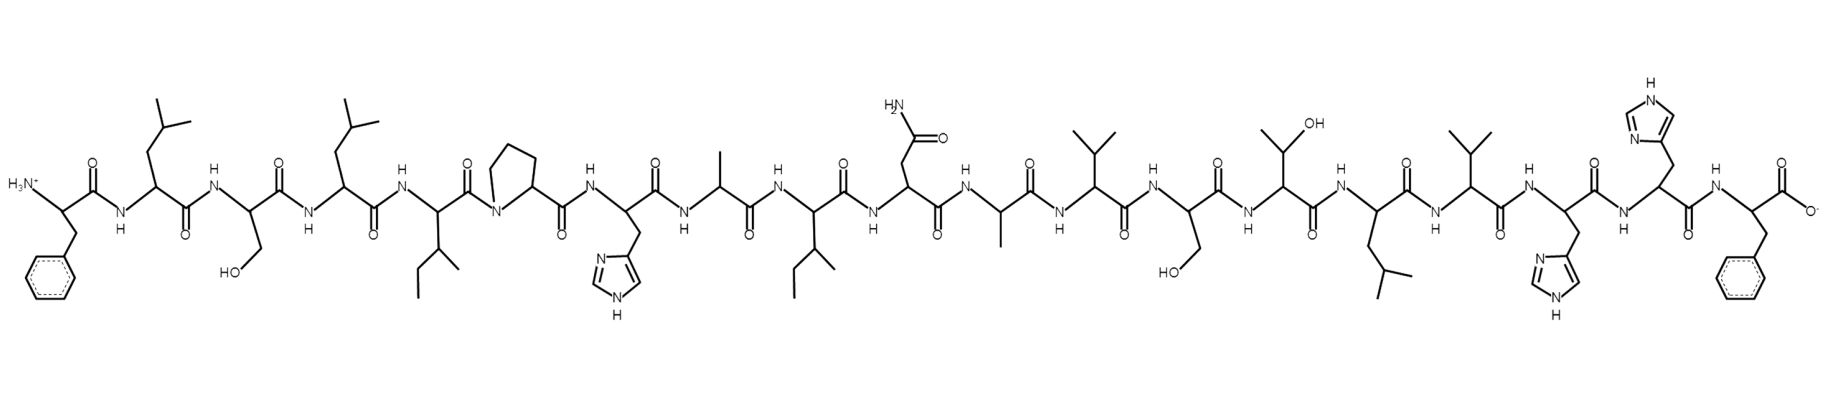 H
N
H2N
OH
O N
O O O O O O O O O O
H H H H H H H H H
H3N+ N N N N N N N N N
N N N N N N N N N O-
H H H H H H H H
O O O O O O O O O
N N
HO HO
N N
H H